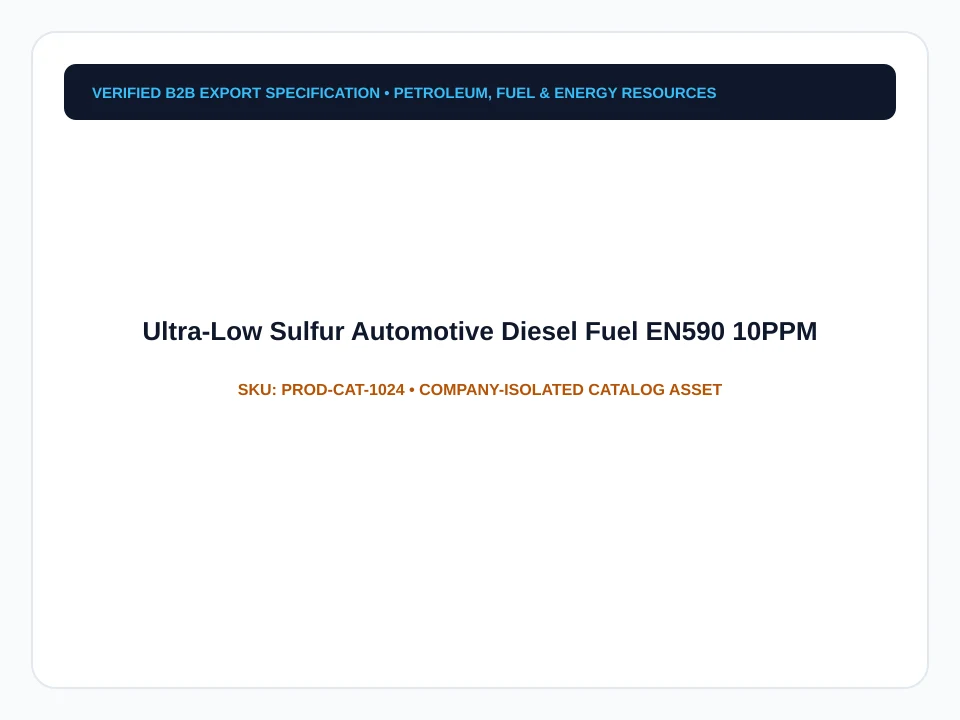 VERIFIED B2B EXPORT SPECIFICATION • PETROLEUM, FUEL & ENERGY RESOURCES
Ultra-Low Sulfur Automotive Diesel Fuel EN590 10PPM
SKU: PROD-CAT-1024 • COMPANY-ISOLATED CATALOG ASSET